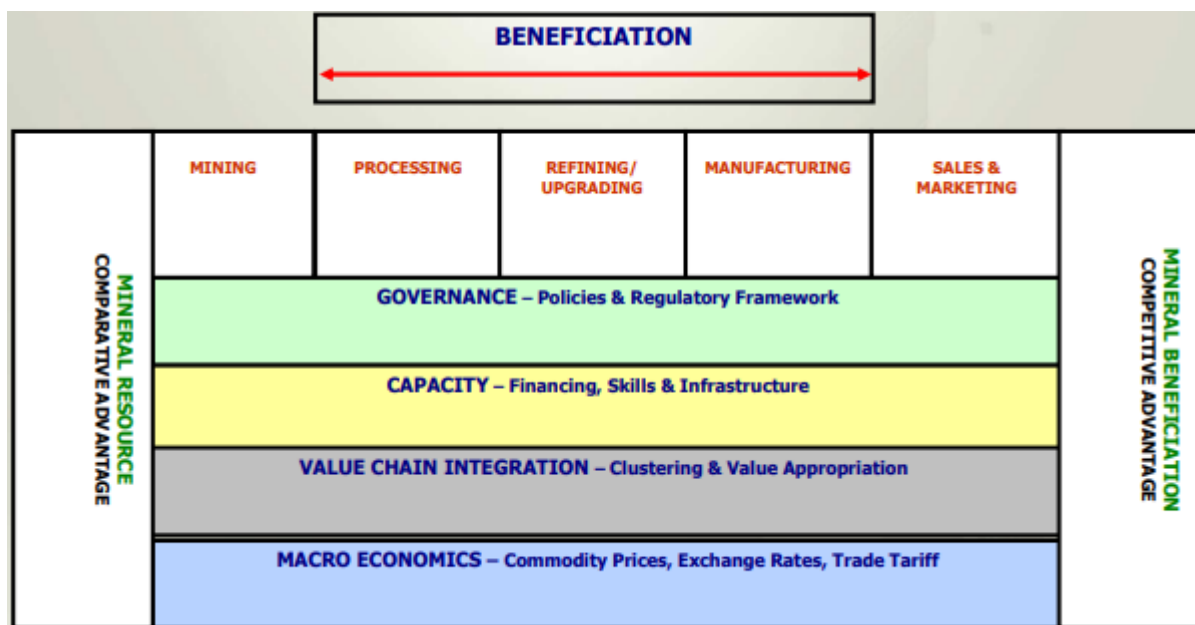 BENEFICIATION
MINING
PROCESSING
REFINING/
UPGRADING
MANUFACTURING
SALES &
MARKETING
MINERAL RESOURCE
COMPARATIVE ADVANTAGE
GOVERNANCE – Policies & Regulatory Framework
CAPACITY – Financing, Skills & Infrastructure
VALUE CHAIN INTEGRATION – Clustering & Value Appropriation
MACRO ECONOMICS – Commodity Prices, Exchange Rates, Trade Tariff
MINERAL BENEFICIATION
COMPETITIVE ADVANTAGE